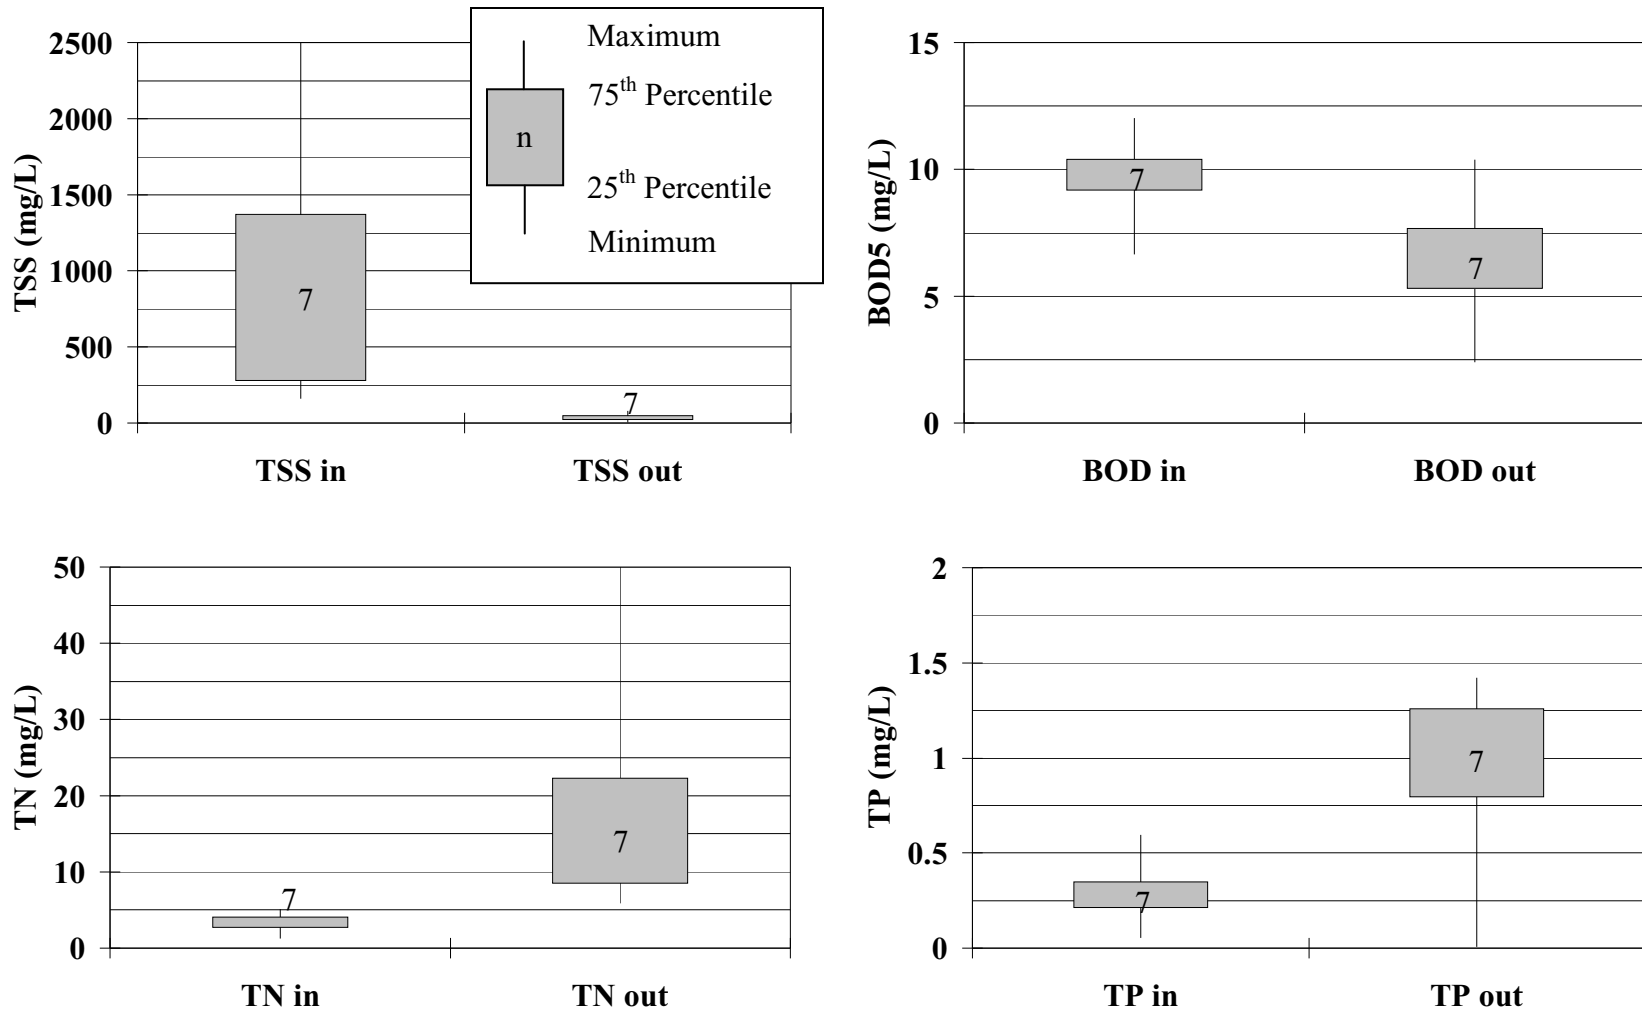 Maximum
75th Percentile
n
25th Percentile
Minimum
TSS (mg/L)
2500
2000
1500
1000
500
0
7
7
TSS in
TSS out
BOD5 (mg/L)
15
10
5
0
7
7
BOD in
BOD out
TN (mg/L)
50
40
30
20
10
0
7
7
TN in
TN out
TP (mg/L)
2
1.5
1
0.5
0
7
7
TP in
TP out